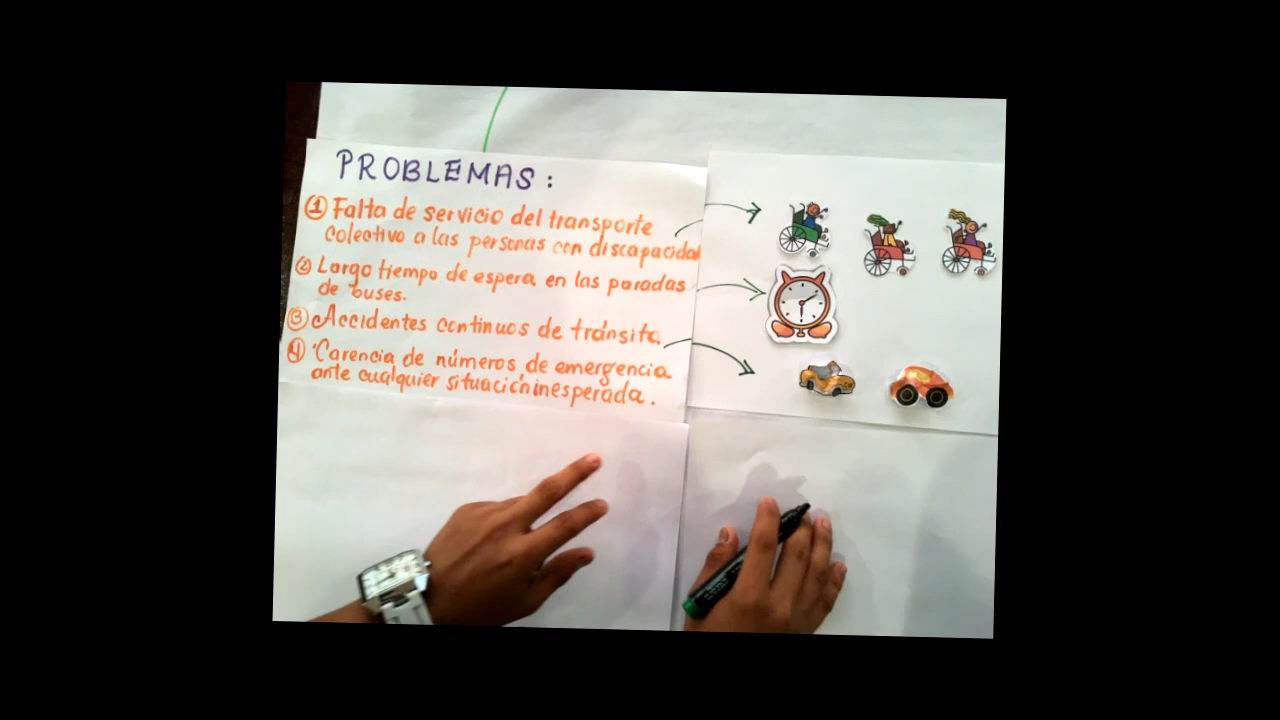 PROBLEMAS:
① Falta de servicio del transporte
colectivo a las personas con discapacidad
② Largo tiempo de espera en las paradas
de buses.
③ Accidentes continuos de tránsito.
④ Carencia de números de emergencia
ante cualquier situación inesperada.